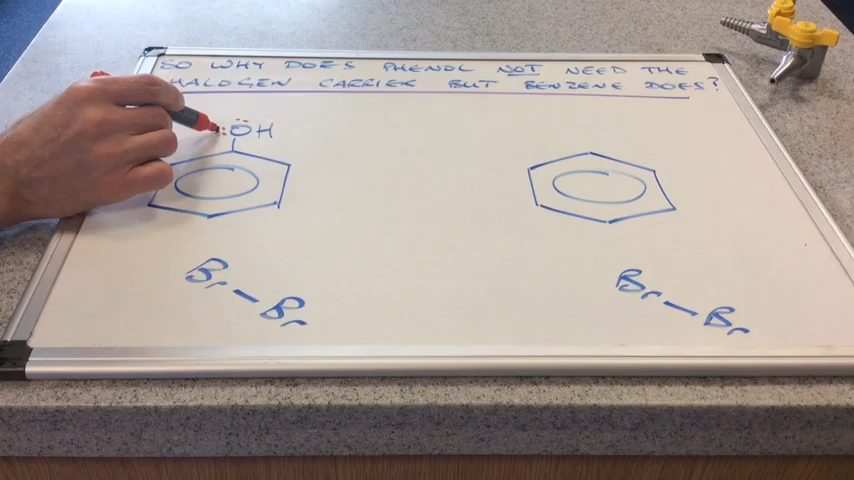 SO WHY DOES PHENOL NOT NEED THE
HALOGEN CARRIER BUT BENZENE DOES?
OH
Br - Br
Br - Br